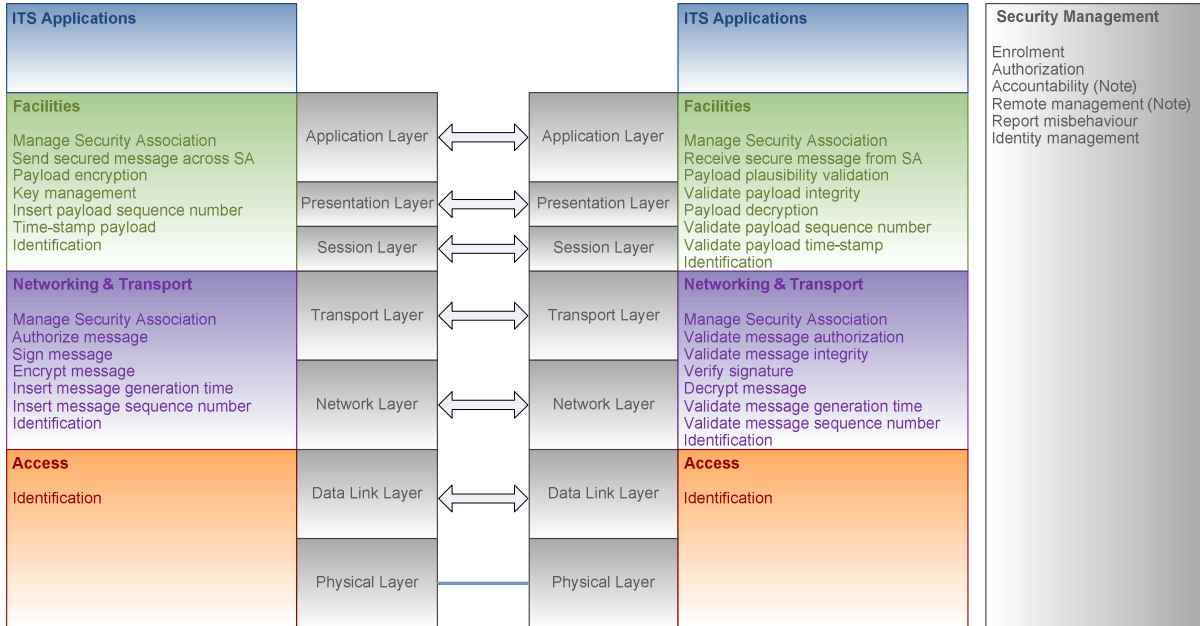 ITS Applications
Facilities
Manage Security Association
Send secured message across SA
Payload encryption
Key management
Insert payload sequence number
Time-stamp payload
Identification
Networking & Transport
Manage Security Association
Authorize message
Sign message
Encrypt message
Insert message generation time
Insert message sequence number
Identification
Access
Identification
Application Layer
Presentation Layer
Session Layer
Transport Layer
Network Layer
Data Link Layer
Physical Layer
Application Layer
Presentation Layer
Session Layer
Transport Layer
Network Layer
Data Link Layer
Physical Layer
ITS Applications
Facilities
Manage Security Association
Receive secure message from SA
Payload plausibility validation
Validate payload integrity
Payload decryption
Validate payload sequence number
Validate payload time-stamp
Identification
Networking & Transport
Manage Security Association
Validate message authorization
Validate message integrity
Verify signature
Decrypt message
Validate message generation time
Validate message sequence number
Identification
Access
Identification
Security Management
Enrolment
Authorization
Accountability (Note)
Remote management (Note)
Report misbehaviour
Identity management